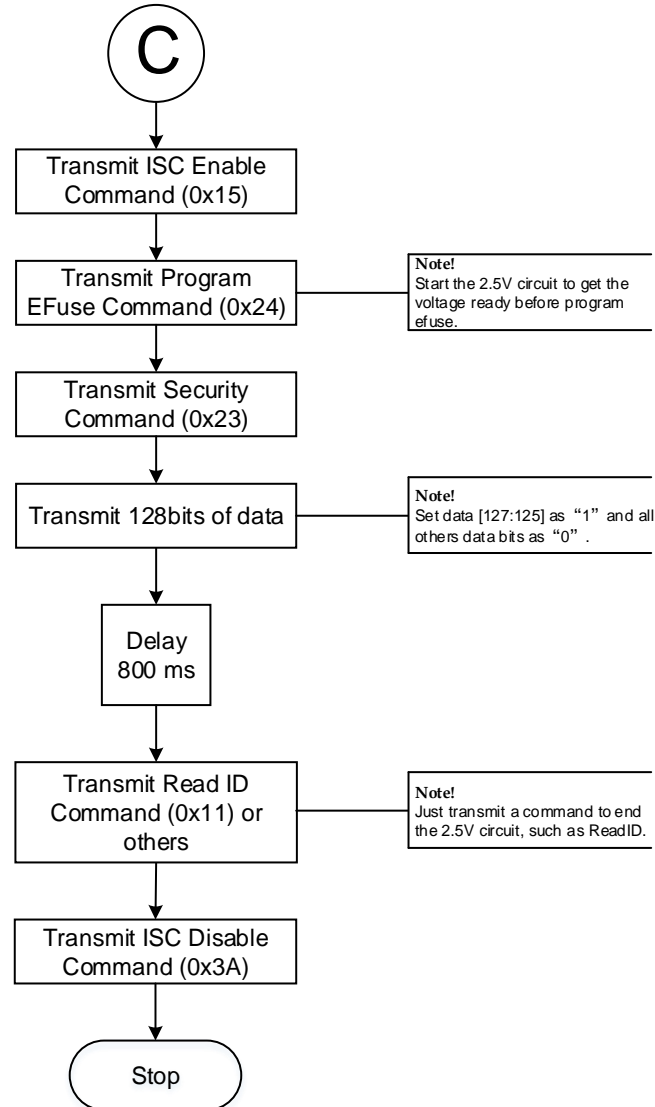 C
Transmit ISC Enable
Command (0x15)
Transmit Program
EFuse Command (0x24)
Note!
Start the 2.5V circuit to get the
voltage ready before program
efuse.
Transmit Security
Command (0x23)
Transmit 128bits of data
Note!
Set data [127:125] as “1” and all
others data bits as “0” .
Delay
800 ms
Transmit Read ID
Command (0x11) or
others
Note!
Just transmit a command to end
the 2.5V circuit, such as ReadID.
Transmit ISC Disable
Command (0x3A)
Stop